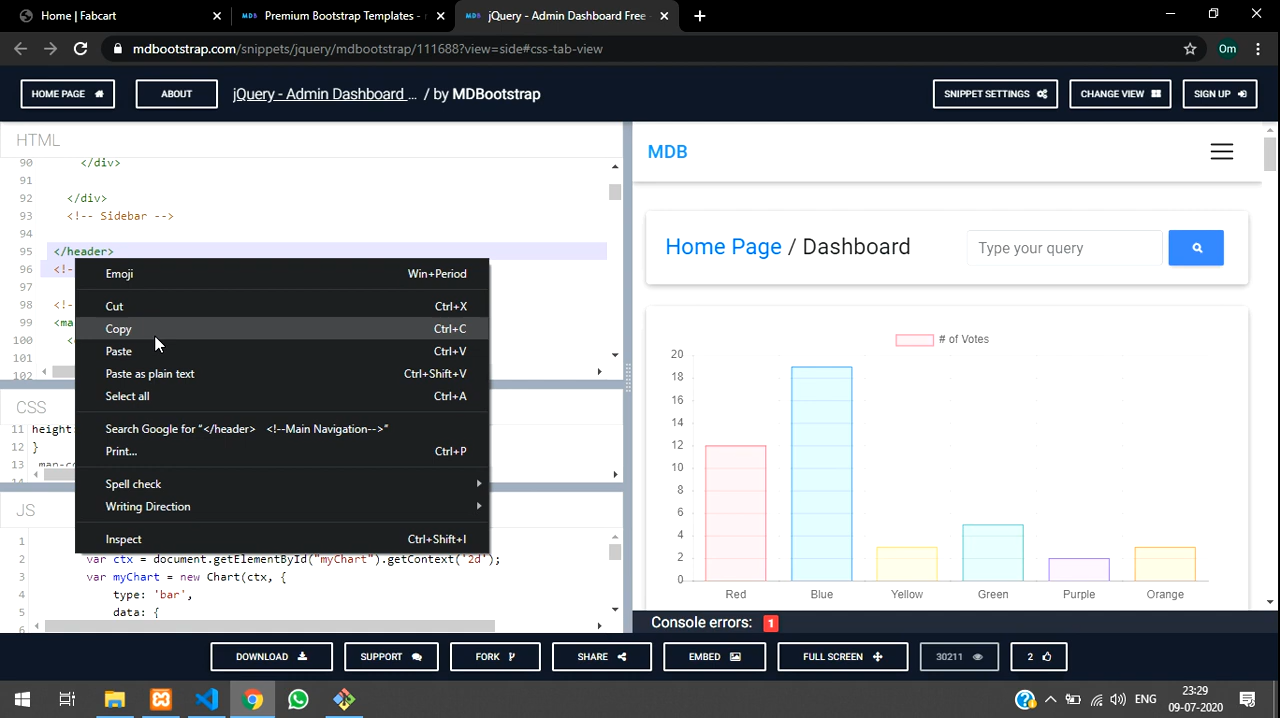 Home | Fabcart
MDB Premium Bootstrap Templates -
MDB jQuery - Admin Dashboard Free
mdbootstrap.com/snippets/jquery/mdbootstrap/111688?view=side#css-tab-view
Om
HOME PAGE
ABOUT
jQuery - Admin Dashboard ... / by MDBootstrap
SNIPPET SETTINGS
CHANGE VIEW
SIGN UP
HTML
90 </div>
91
92 </div>
93 <!-- Sidebar -->
94
95 </header>
96 <!-
97
98 <!-
99 <ma
100 <
101
102
Emoji Win+Period
Cut Ctrl+X
Copy Ctrl+C
Paste Ctrl+V
Paste as plain text Ctrl+Shift+V
Select all Ctrl+A
Search Google for “</header> <!--Main Navigation-->”
Print... Ctrl+P
Spell check
Writing Direction
Inspect Ctrl+Shift+I
CSS
11 height:
12 }
13 .map-co
14
JS
1
2 var ctx = document.getElementById("myChart").getContext('2d');
3 var myChart = new Chart(ctx, {
4 type: 'bar',
5 data: {
6
MDB
Home Page / Dashboard
Type your query
# of Votes
20
18
16
14
12
10
8
6
4
2
0
Red Blue Yellow Green Purple Orange
Console errors: 1
DOWNLOAD
SUPPORT
FORK
SHARE
EMBED
FULL SCREEN
30211
2
ENG
23:29
09-07-2020